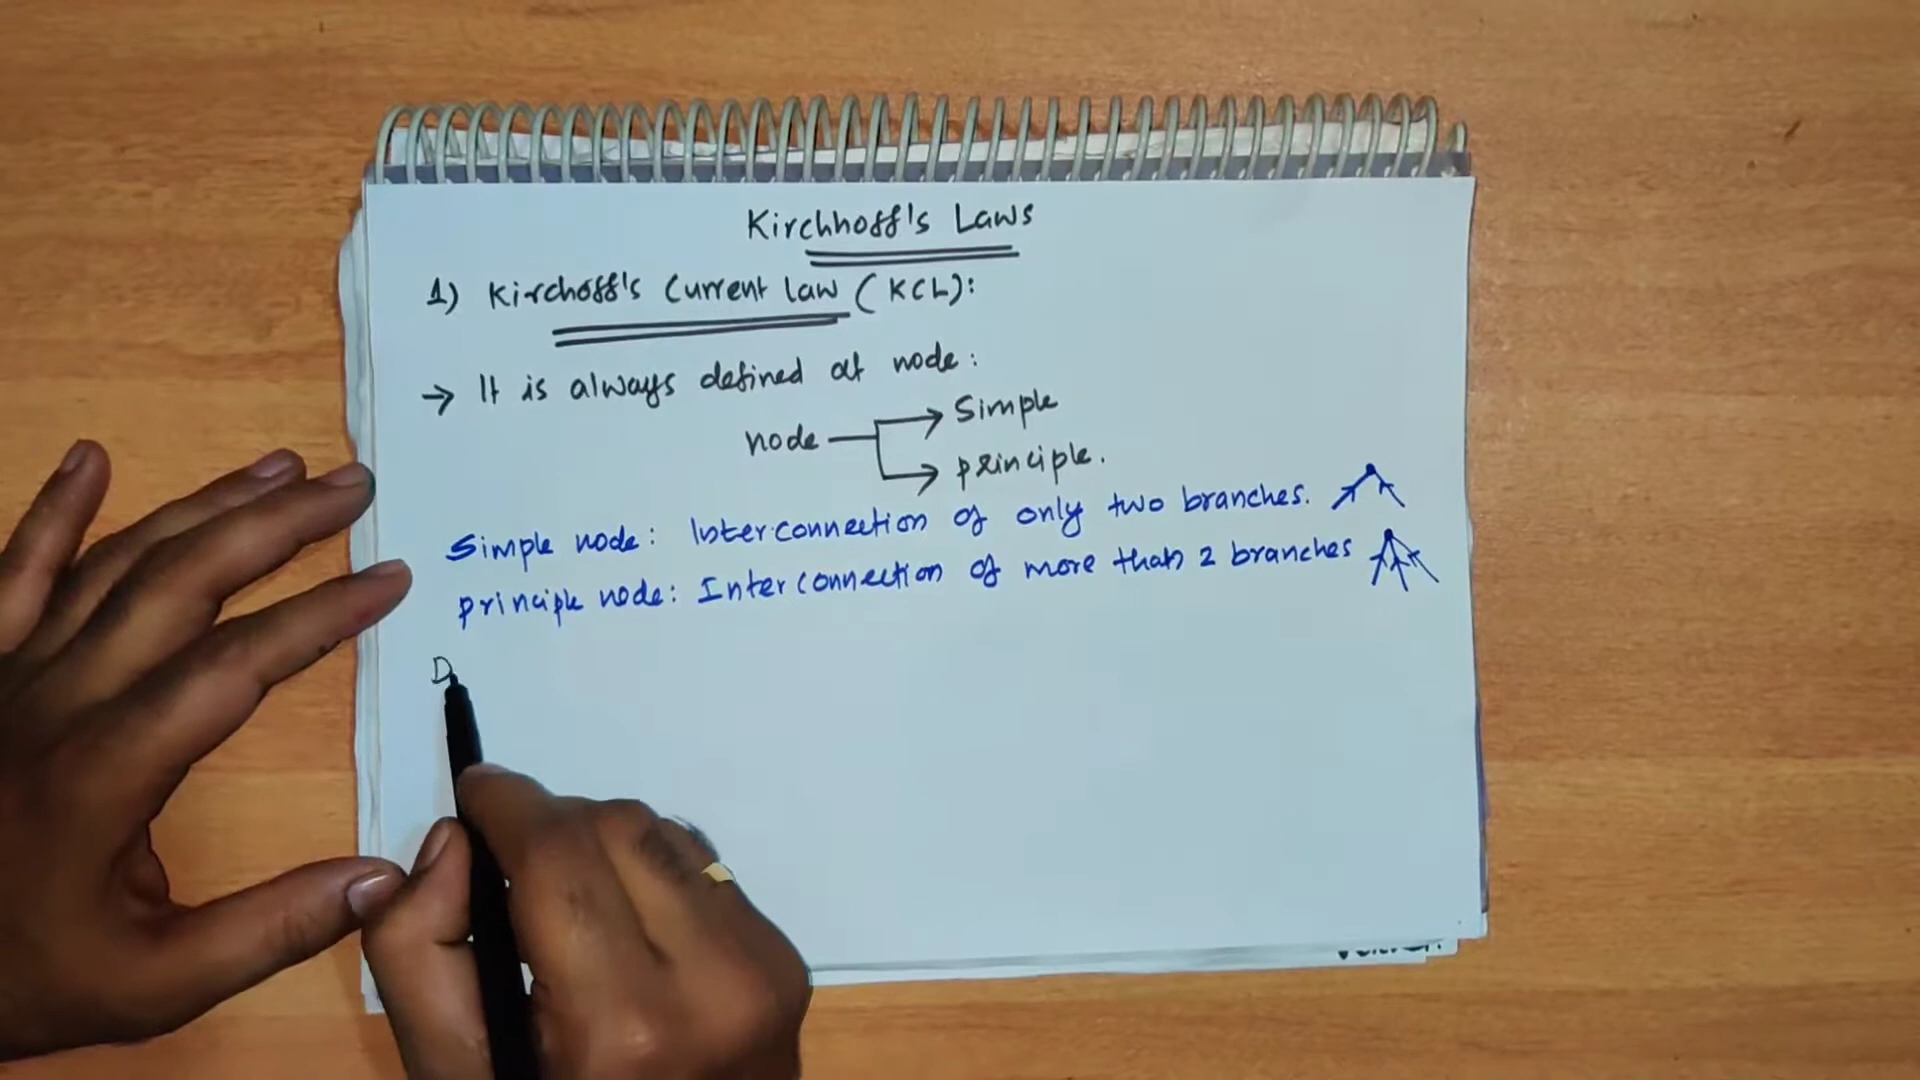 Kirchhoff's Laws
1) Kirchoff's Current law (KCL):
→ It is always defined at node:
node → Simple
→ principle.
Simple node: Interconnection of only two branches.
principle node: Interconnection of more than 2 branches
D